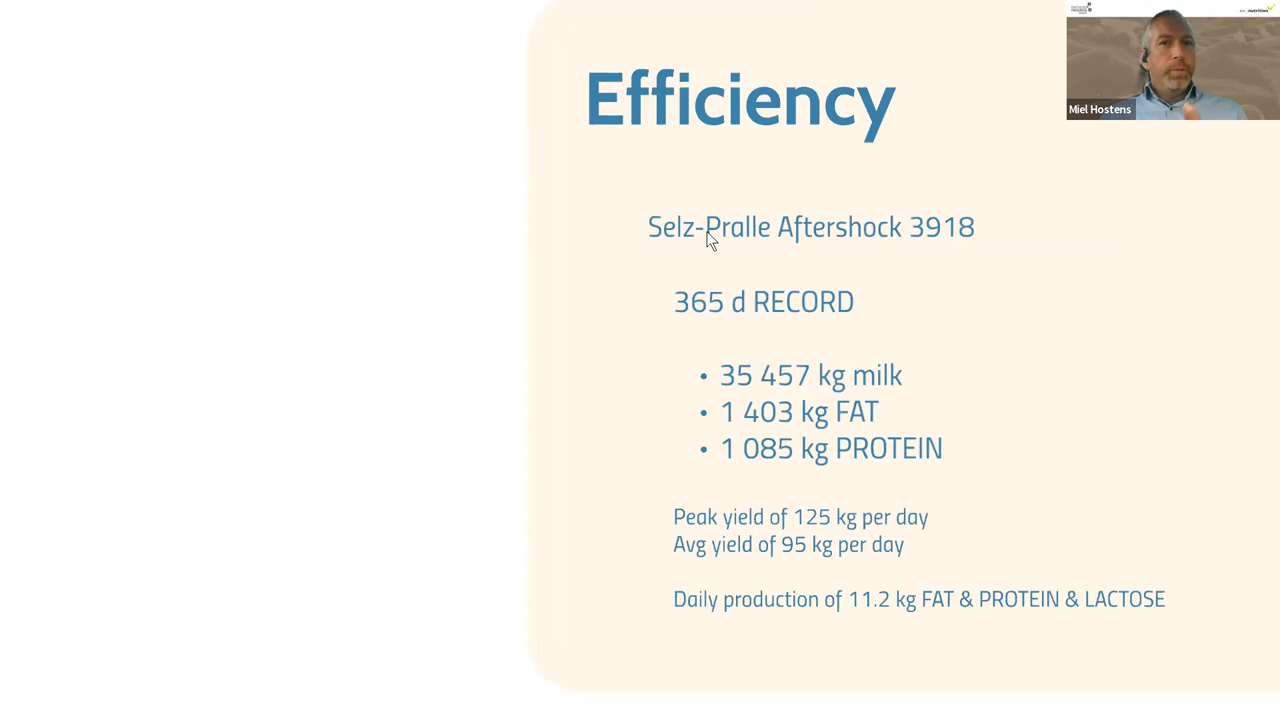 Efficiency
Miel Hostens
Selz-Pralle Aftershock 3918
365 d RECORD
• 35 457 kg milk
• 1 403 kg FAT
• 1 085 kg PROTEIN
Peak yield of 125 kg per day
Avg yield of 95 kg per day
Daily production of 11.2 kg FAT & PROTEIN & LACTOSE